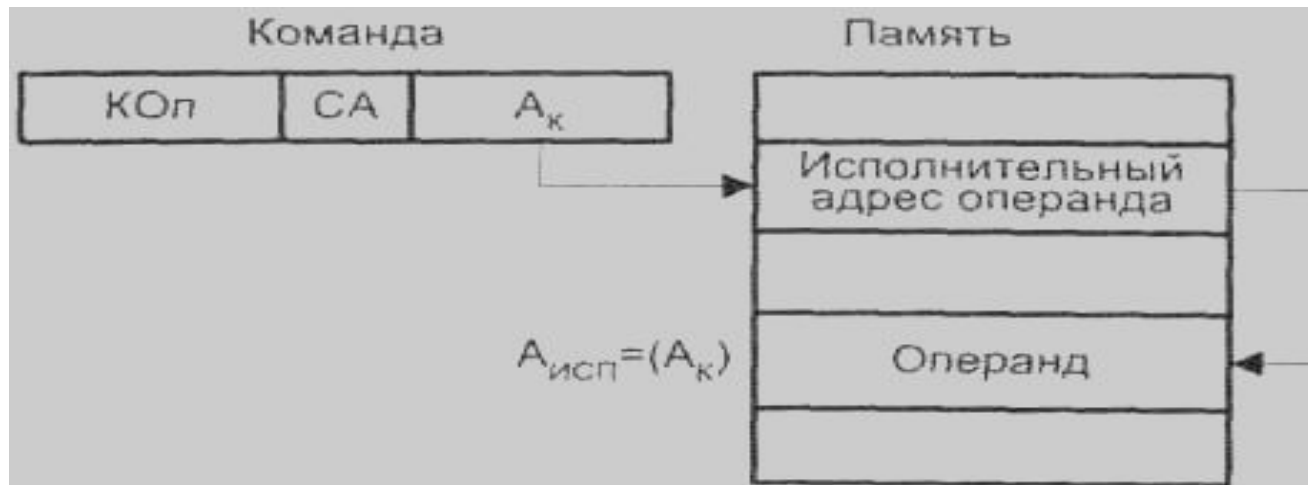 Команда
Память
КОп СА Aк
Исполнительный
адрес операнда
Aисп=(Aк)
Операнд